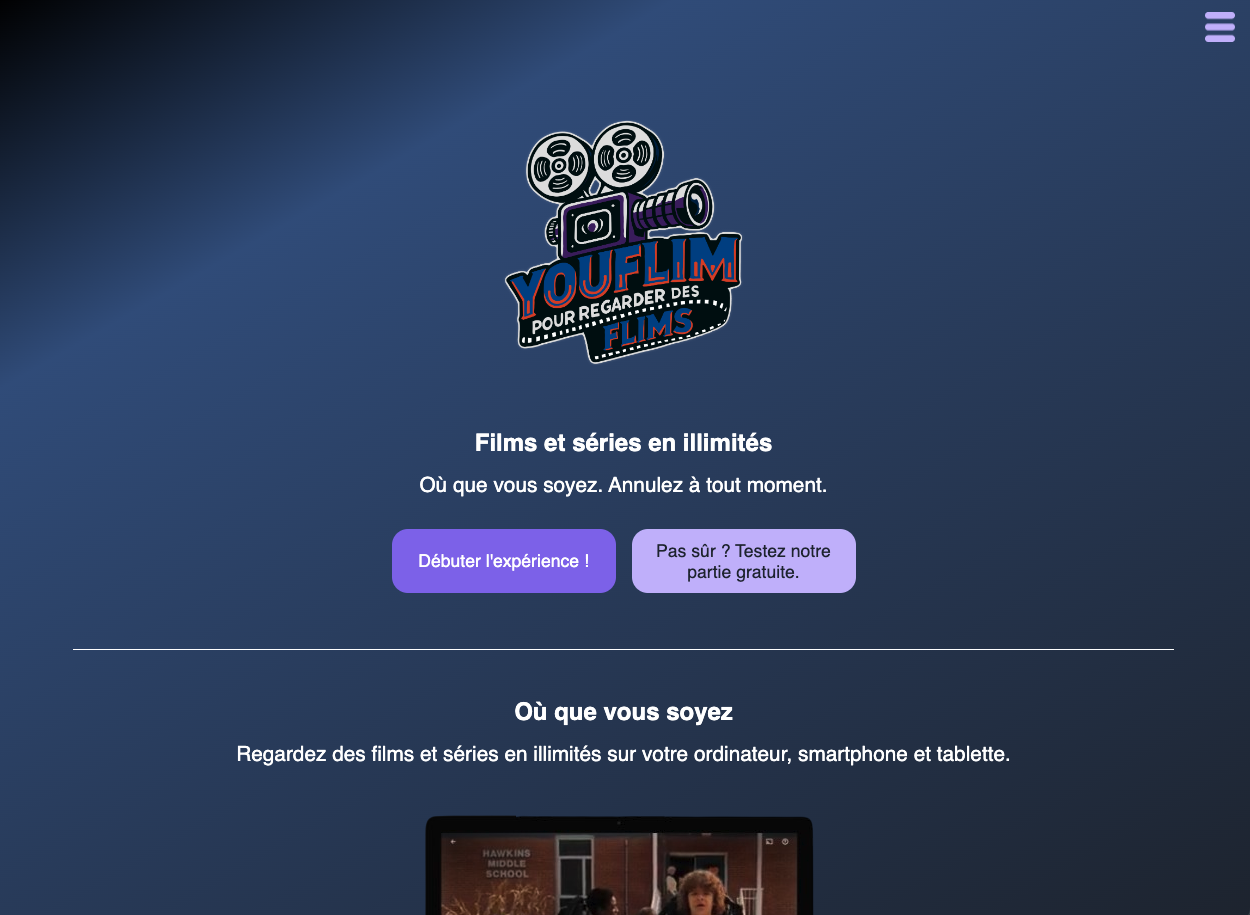 YOUFLIM
POUR REGARDER DES
FLIMS
Films et séries en illimités
Où que vous soyez. Annulez à tout moment.
Débuter l'expérience !
Pas sûr ? Testez notre
partie gratuite.
Où que vous soyez
Regardez des films et séries en illimités sur votre ordinateur, smartphone et tablette.
HAWKINS
MIDDLE
SCHOOL